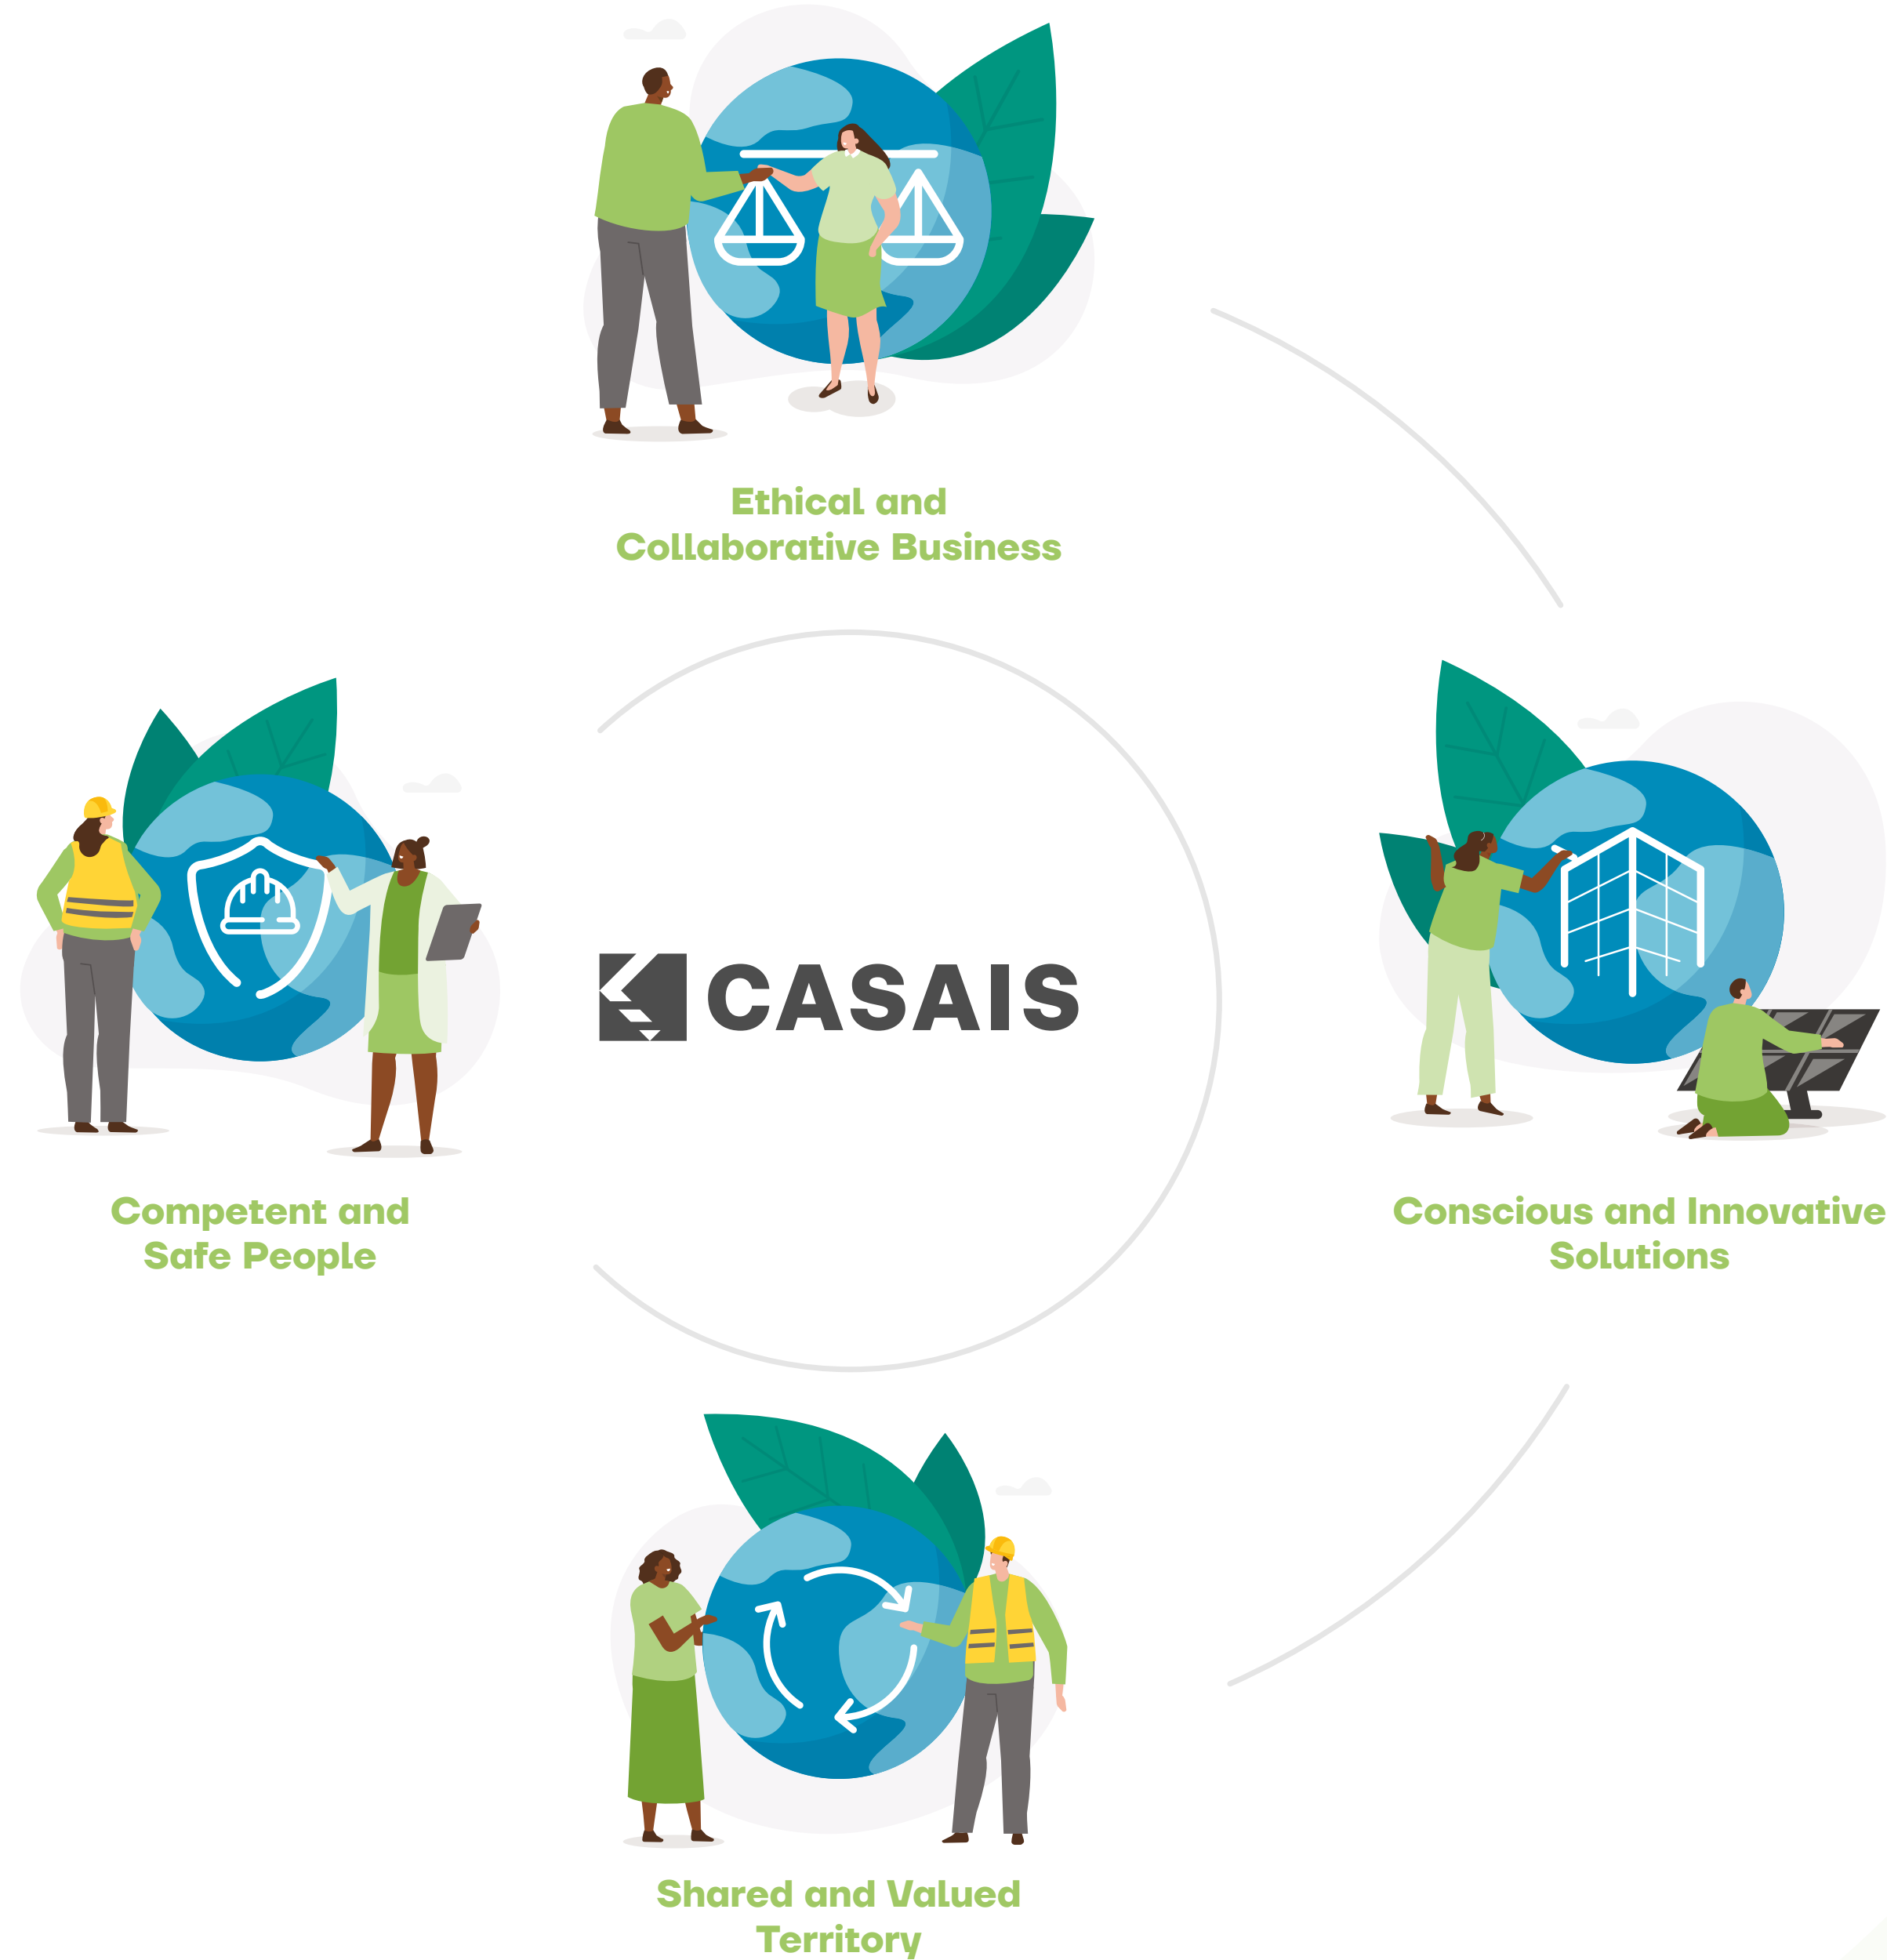 Ethical and
Collaborative Business
CASAIS
Competent and
Safe People
Conscious and Innovative
Solutions
Shared and Valued
Territory